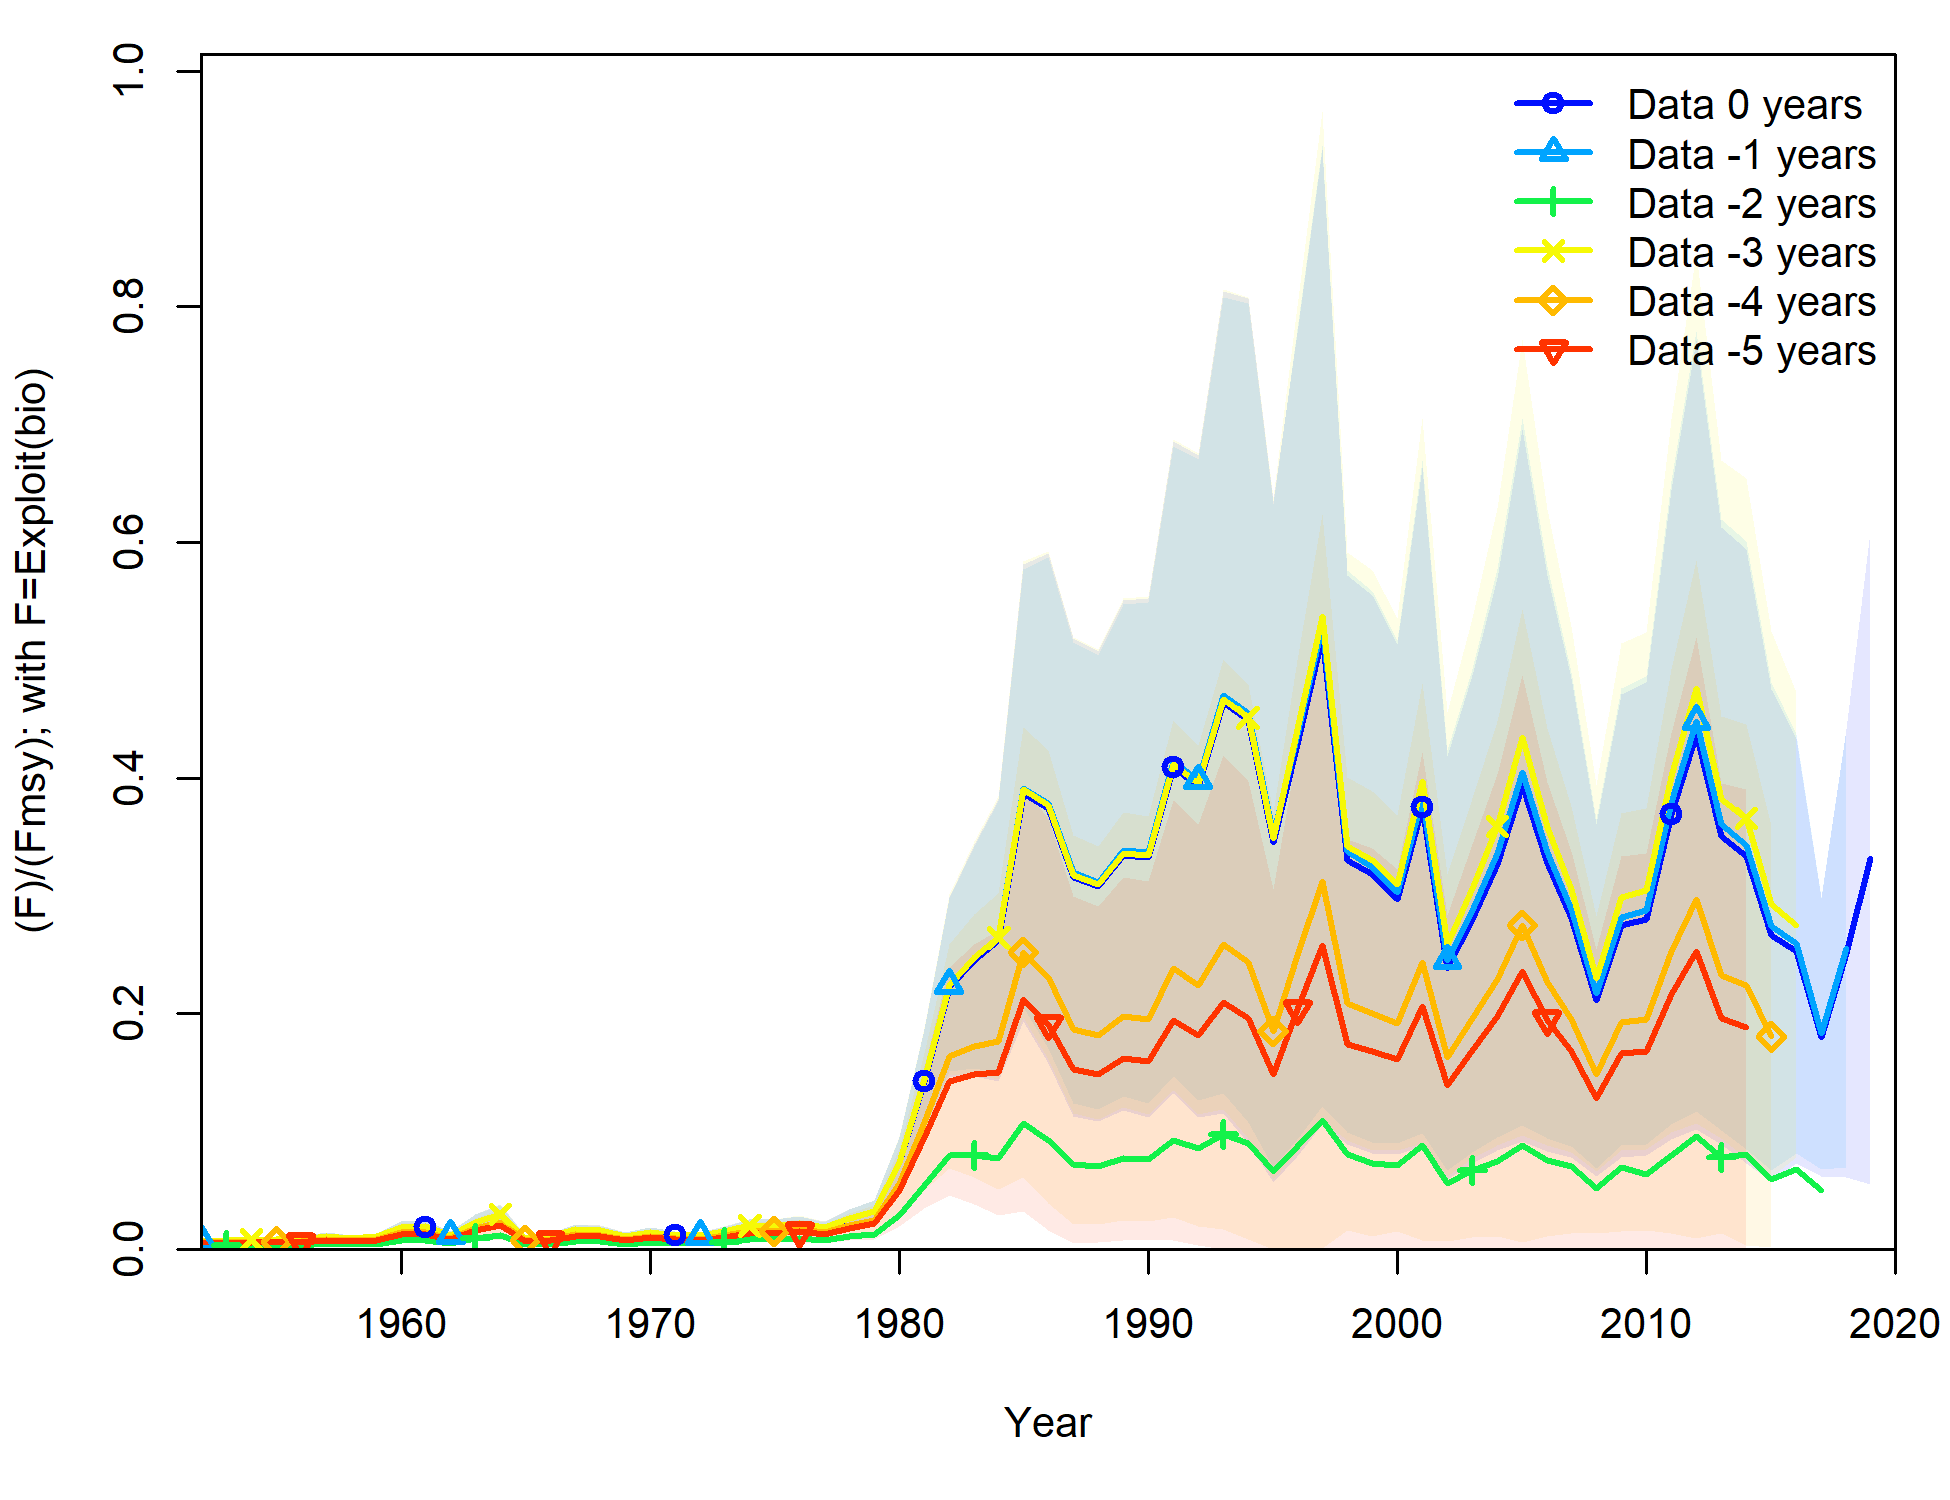 (F)/(Fmsy); with F=Exploit(bio)
1.0
0.8
0.6
0.4
0.2
0.0
Data 0 years
Data -1 years
Data -2 years
Data -3 years
Data -4 years
Data -5 years
1960 1970 1980 1990 2000 2010 2020
Year